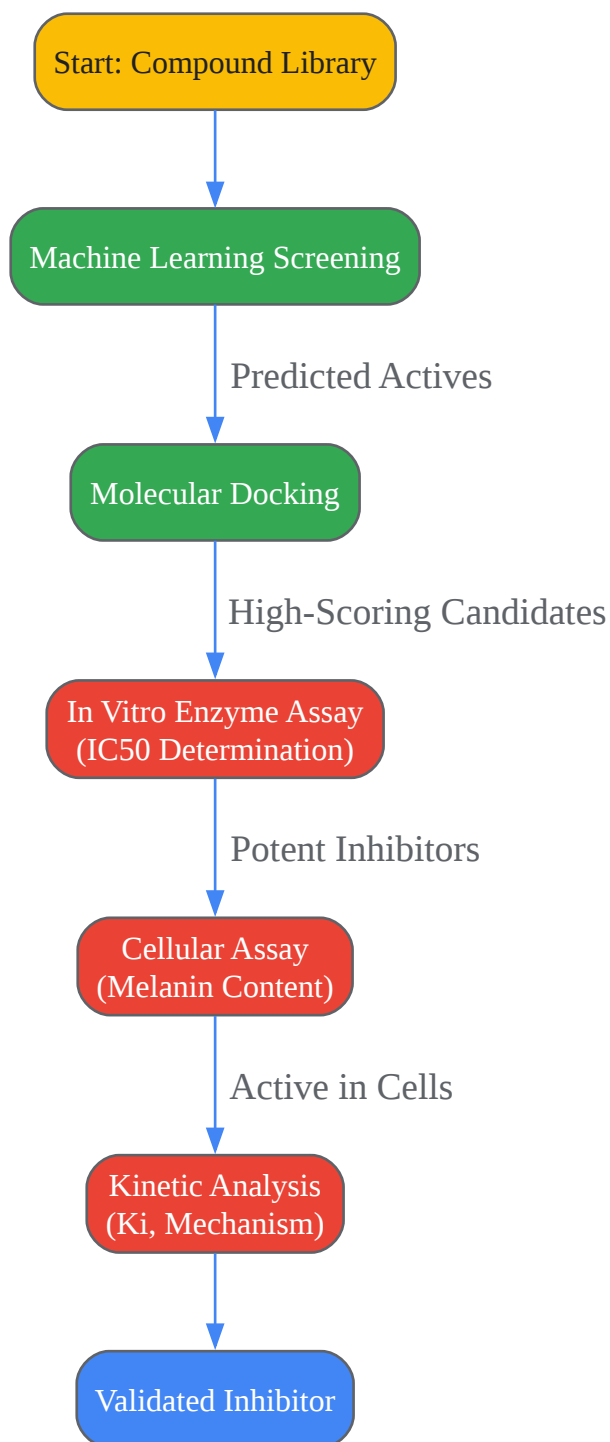 Start: Compound Library
Machine Learning Screening
Predicted Actives
Molecular Docking
High-Scoring Candidates
In Vitro Enzyme Assay
(IC50 Determination)
Potent Inhibitors
Cellular Assay
(Melanin Content)
Active in Cells
Kinetic Analysis
(Ki, Mechanism)
Validated Inhibitor